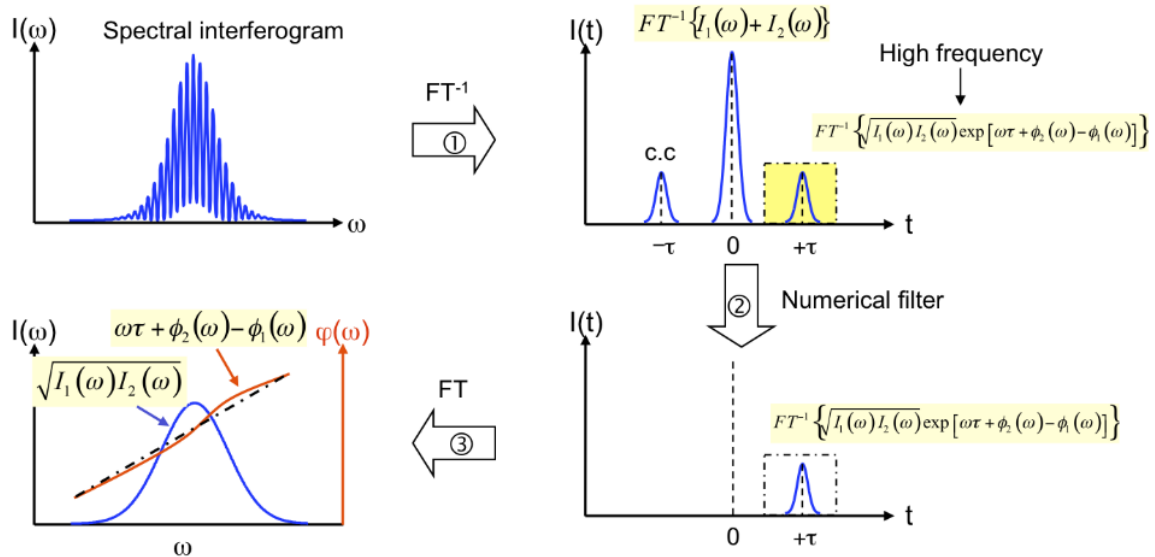 I(ω)
Spectral interferogram
ω
FT⁻¹
①
I(t)
FT⁻¹{I₁(ω)+ I₂(ω)}
High frequency
FT⁻¹{√(I₁(ω)I₂(ω)) exp[ωτ+ϕ₂(ω)−ϕ₁(ω)]}
c.c
−τ
0
+τ
t
②
Numerical filter
I(t)
FT⁻¹{√(I₁(ω)I₂(ω)) exp[ωτ+ϕ₂(ω)−ϕ₁(ω)]}
0
+τ
t
FT
③
I(ω)
ωτ+ϕ₂(ω)−ϕ₁(ω)
φ(ω)
√(I₁(ω)I₂(ω))
ω